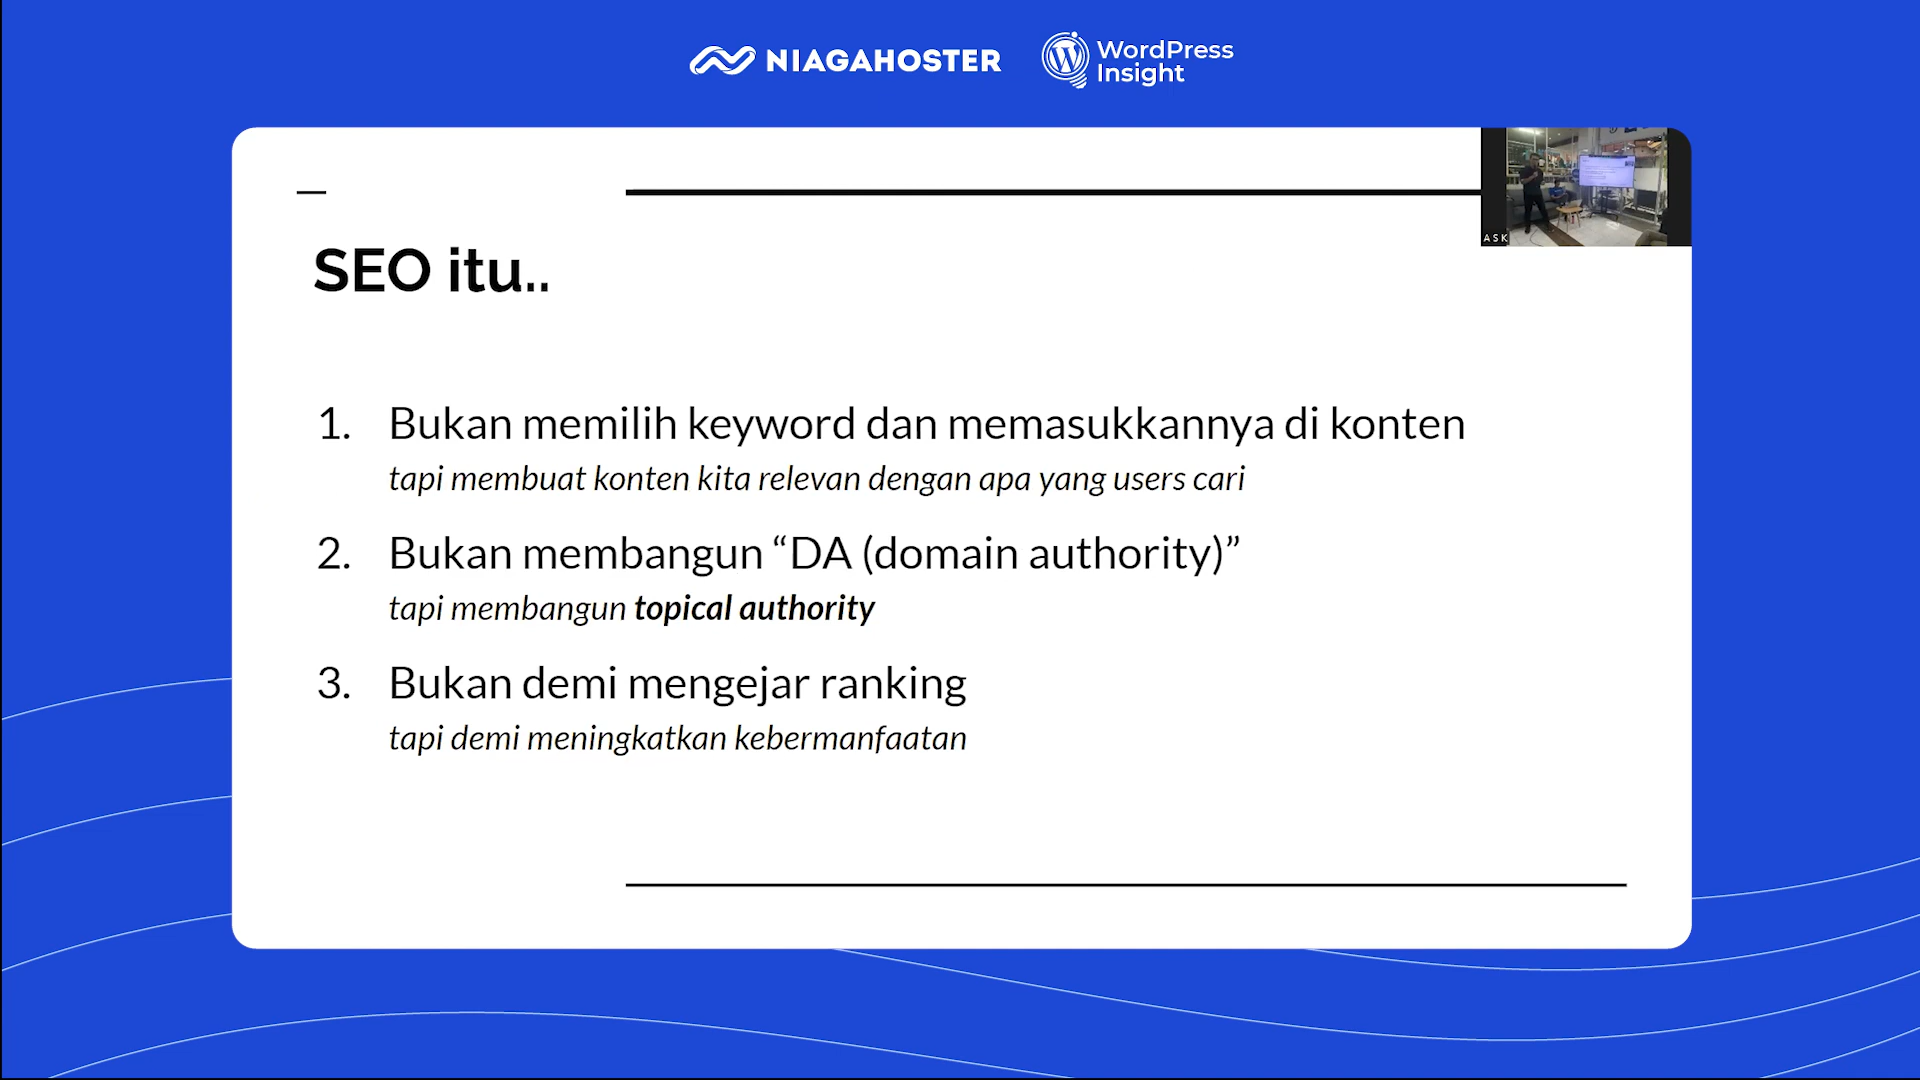 NIAGAHOSTER
WordPress
Insight
ASK
SEO itu..
1. Bukan memilih keyword dan memasukkannya di konten
tapi membuat konten kita relevan dengan apa yang users cari
2. Bukan membangun “DA (domain authority)”
tapi membangun topical authority
3. Bukan demi mengejar ranking
tapi demi meningkatkan kebermanfaatan